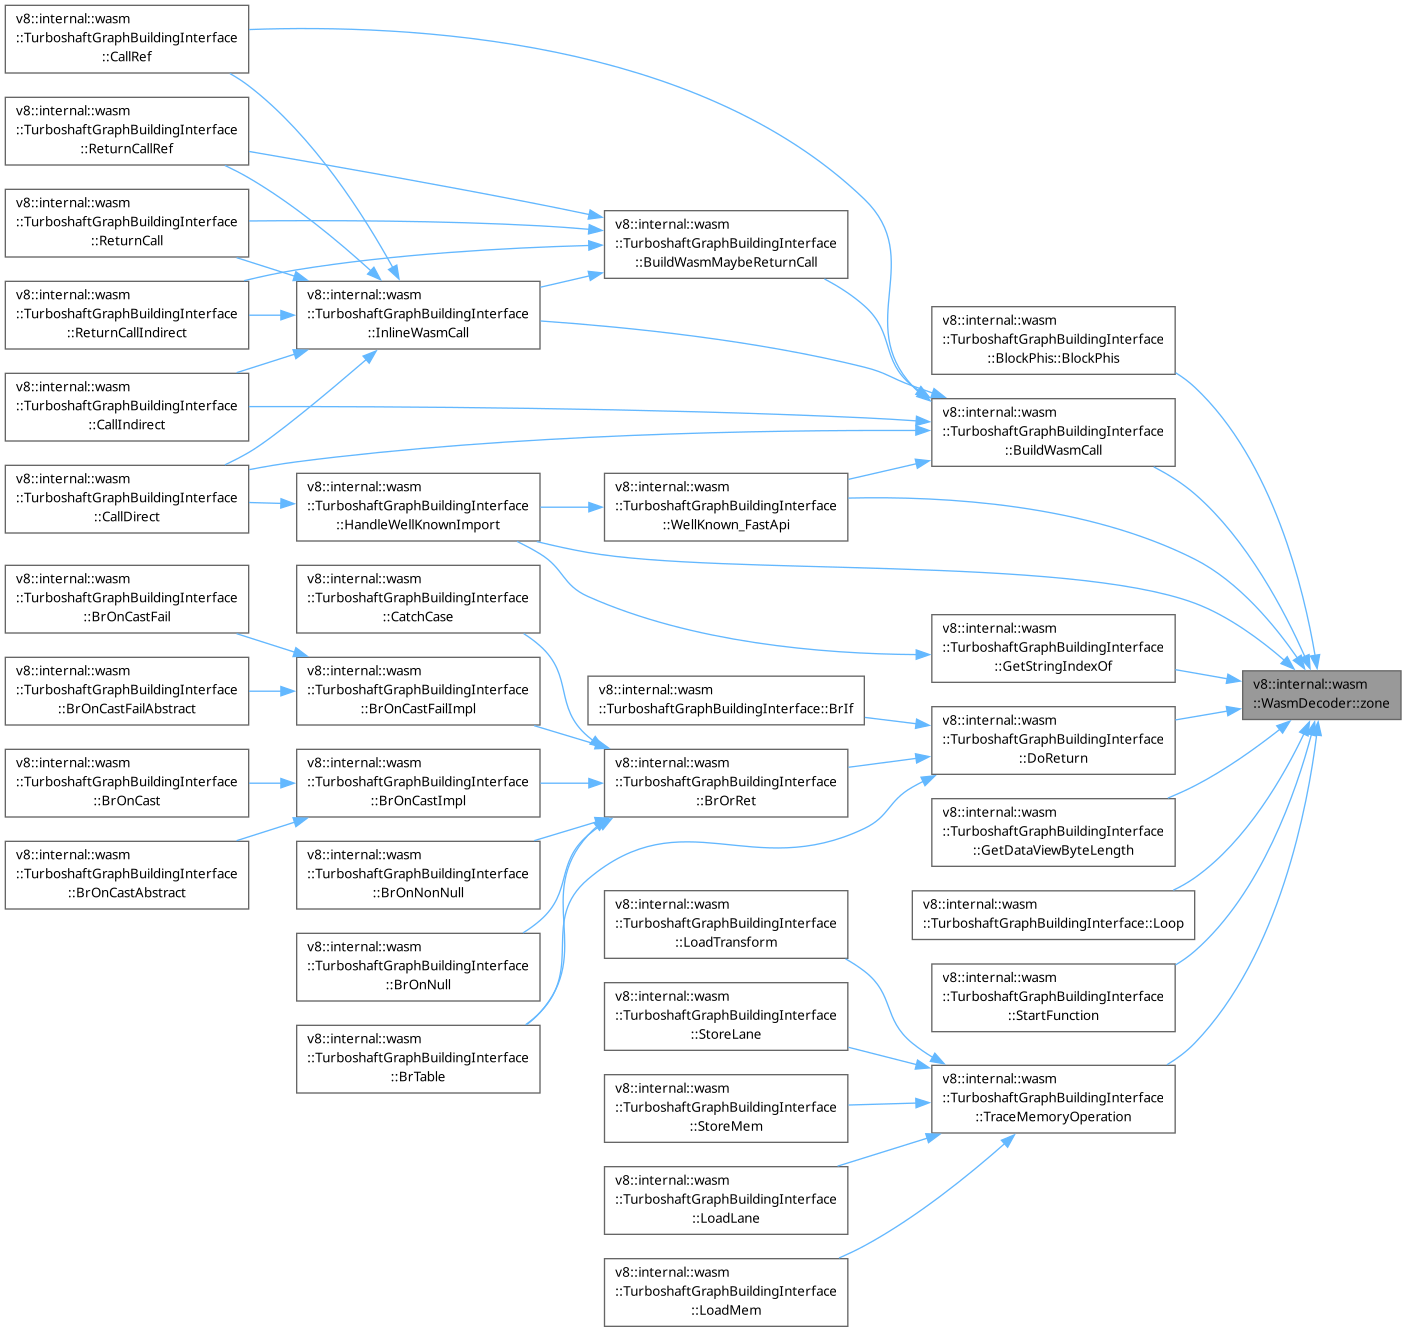 v8::internal::wasm
::TurboshaftGraphBuildingInterface
::CallRef
v8::internal::wasm
::TurboshaftGraphBuildingInterface
::ReturnCallRef
v8::internal::wasm
::TurboshaftGraphBuildingInterface
::ReturnCall
v8::internal::wasm
::TurboshaftGraphBuildingInterface
::ReturnCallIndirect
v8::internal::wasm
::TurboshaftGraphBuildingInterface
::CallIndirect
v8::internal::wasm
::TurboshaftGraphBuildingInterface
::CallDirect
v8::internal::wasm
::TurboshaftGraphBuildingInterface
::BrOnCastFail
v8::internal::wasm
::TurboshaftGraphBuildingInterface
::BrOnCastFailAbstract
v8::internal::wasm
::TurboshaftGraphBuildingInterface
::BrOnCast
v8::internal::wasm
::TurboshaftGraphBuildingInterface
::BrOnCastAbstract
v8::internal::wasm
::TurboshaftGraphBuildingInterface
::InlineWasmCall
v8::internal::wasm
::TurboshaftGraphBuildingInterface
::HandleWellKnownImport
v8::internal::wasm
::TurboshaftGraphBuildingInterface
::CatchCase
v8::internal::wasm
::TurboshaftGraphBuildingInterface
::BrOnCastFailImpl
v8::internal::wasm
::TurboshaftGraphBuildingInterface
::BrOnCastImpl
v8::internal::wasm
::TurboshaftGraphBuildingInterface
::BrOnNonNull
v8::internal::wasm
::TurboshaftGraphBuildingInterface
::BrOnNull
v8::internal::wasm
::TurboshaftGraphBuildingInterface
::BrTable
v8::internal::wasm
::TurboshaftGraphBuildingInterface
::BuildWasmMaybeReturnCall
v8::internal::wasm
::TurboshaftGraphBuildingInterface
::WellKnown_FastApi
v8::internal::wasm
::TurboshaftGraphBuildingInterface::BrIf
v8::internal::wasm
::TurboshaftGraphBuildingInterface
::BrOrRet
v8::internal::wasm
::TurboshaftGraphBuildingInterface
::LoadTransform
v8::internal::wasm
::TurboshaftGraphBuildingInterface
::StoreLane
v8::internal::wasm
::TurboshaftGraphBuildingInterface
::StoreMem
v8::internal::wasm
::TurboshaftGraphBuildingInterface
::LoadLane
v8::internal::wasm
::TurboshaftGraphBuildingInterface
::LoadMem
v8::internal::wasm
::TurboshaftGraphBuildingInterface
::BlockPhis::BlockPhis
v8::internal::wasm
::TurboshaftGraphBuildingInterface
::BuildWasmCall
v8::internal::wasm
::TurboshaftGraphBuildingInterface
::GetStringIndexOf
v8::internal::wasm
::TurboshaftGraphBuildingInterface
::DoReturn
v8::internal::wasm
::TurboshaftGraphBuildingInterface
::GetDataViewByteLength
v8::internal::wasm
::TurboshaftGraphBuildingInterface::Loop
v8::internal::wasm
::TurboshaftGraphBuildingInterface
::StartFunction
v8::internal::wasm
::TurboshaftGraphBuildingInterface
::TraceMemoryOperation
v8::internal::wasm
::WasmDecoder::zone